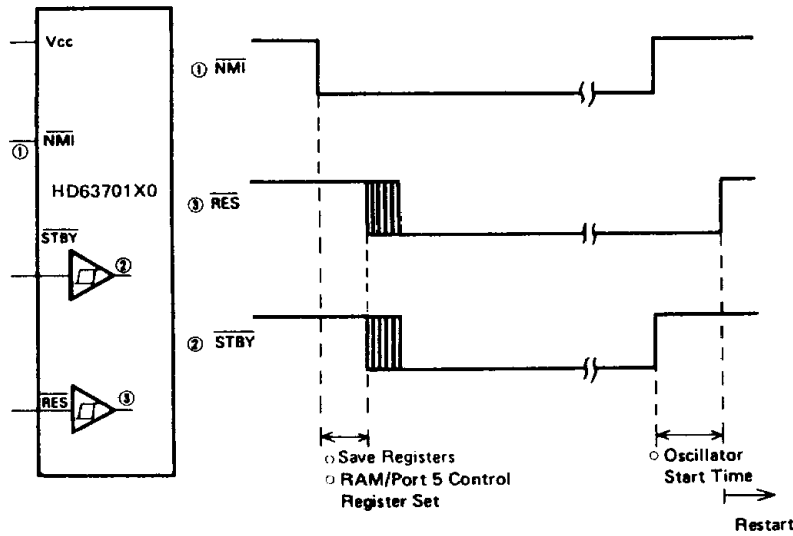 Vcc
① NMI
HD63701X0
STBY
②
RES
③
① NMI
③ RES
② STBY
○ Save Registers
○ RAM/Port 5 Control
Register Set
○ Oscillator
Start Time
Restart